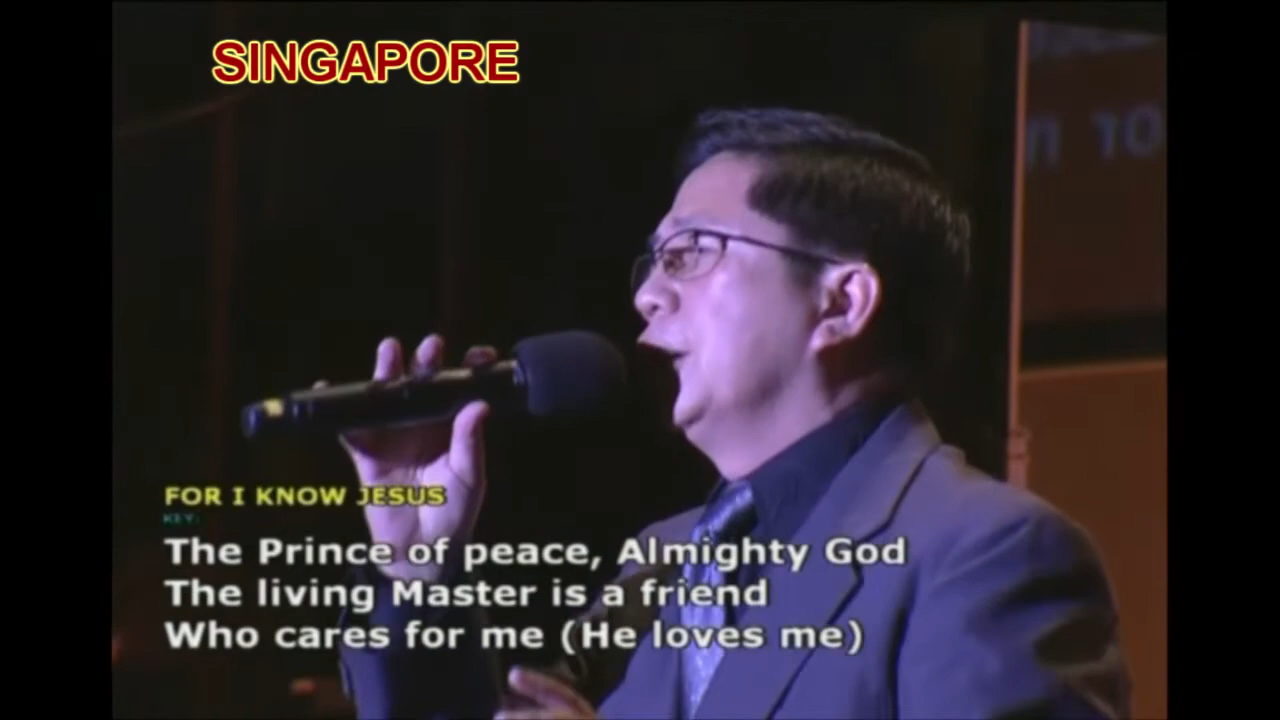 SINGAPORE
FOR I KNOW JESUS
KEY:
The Prince of peace, Almighty God
The living Master is a friend
Who cares for me (He loves me)